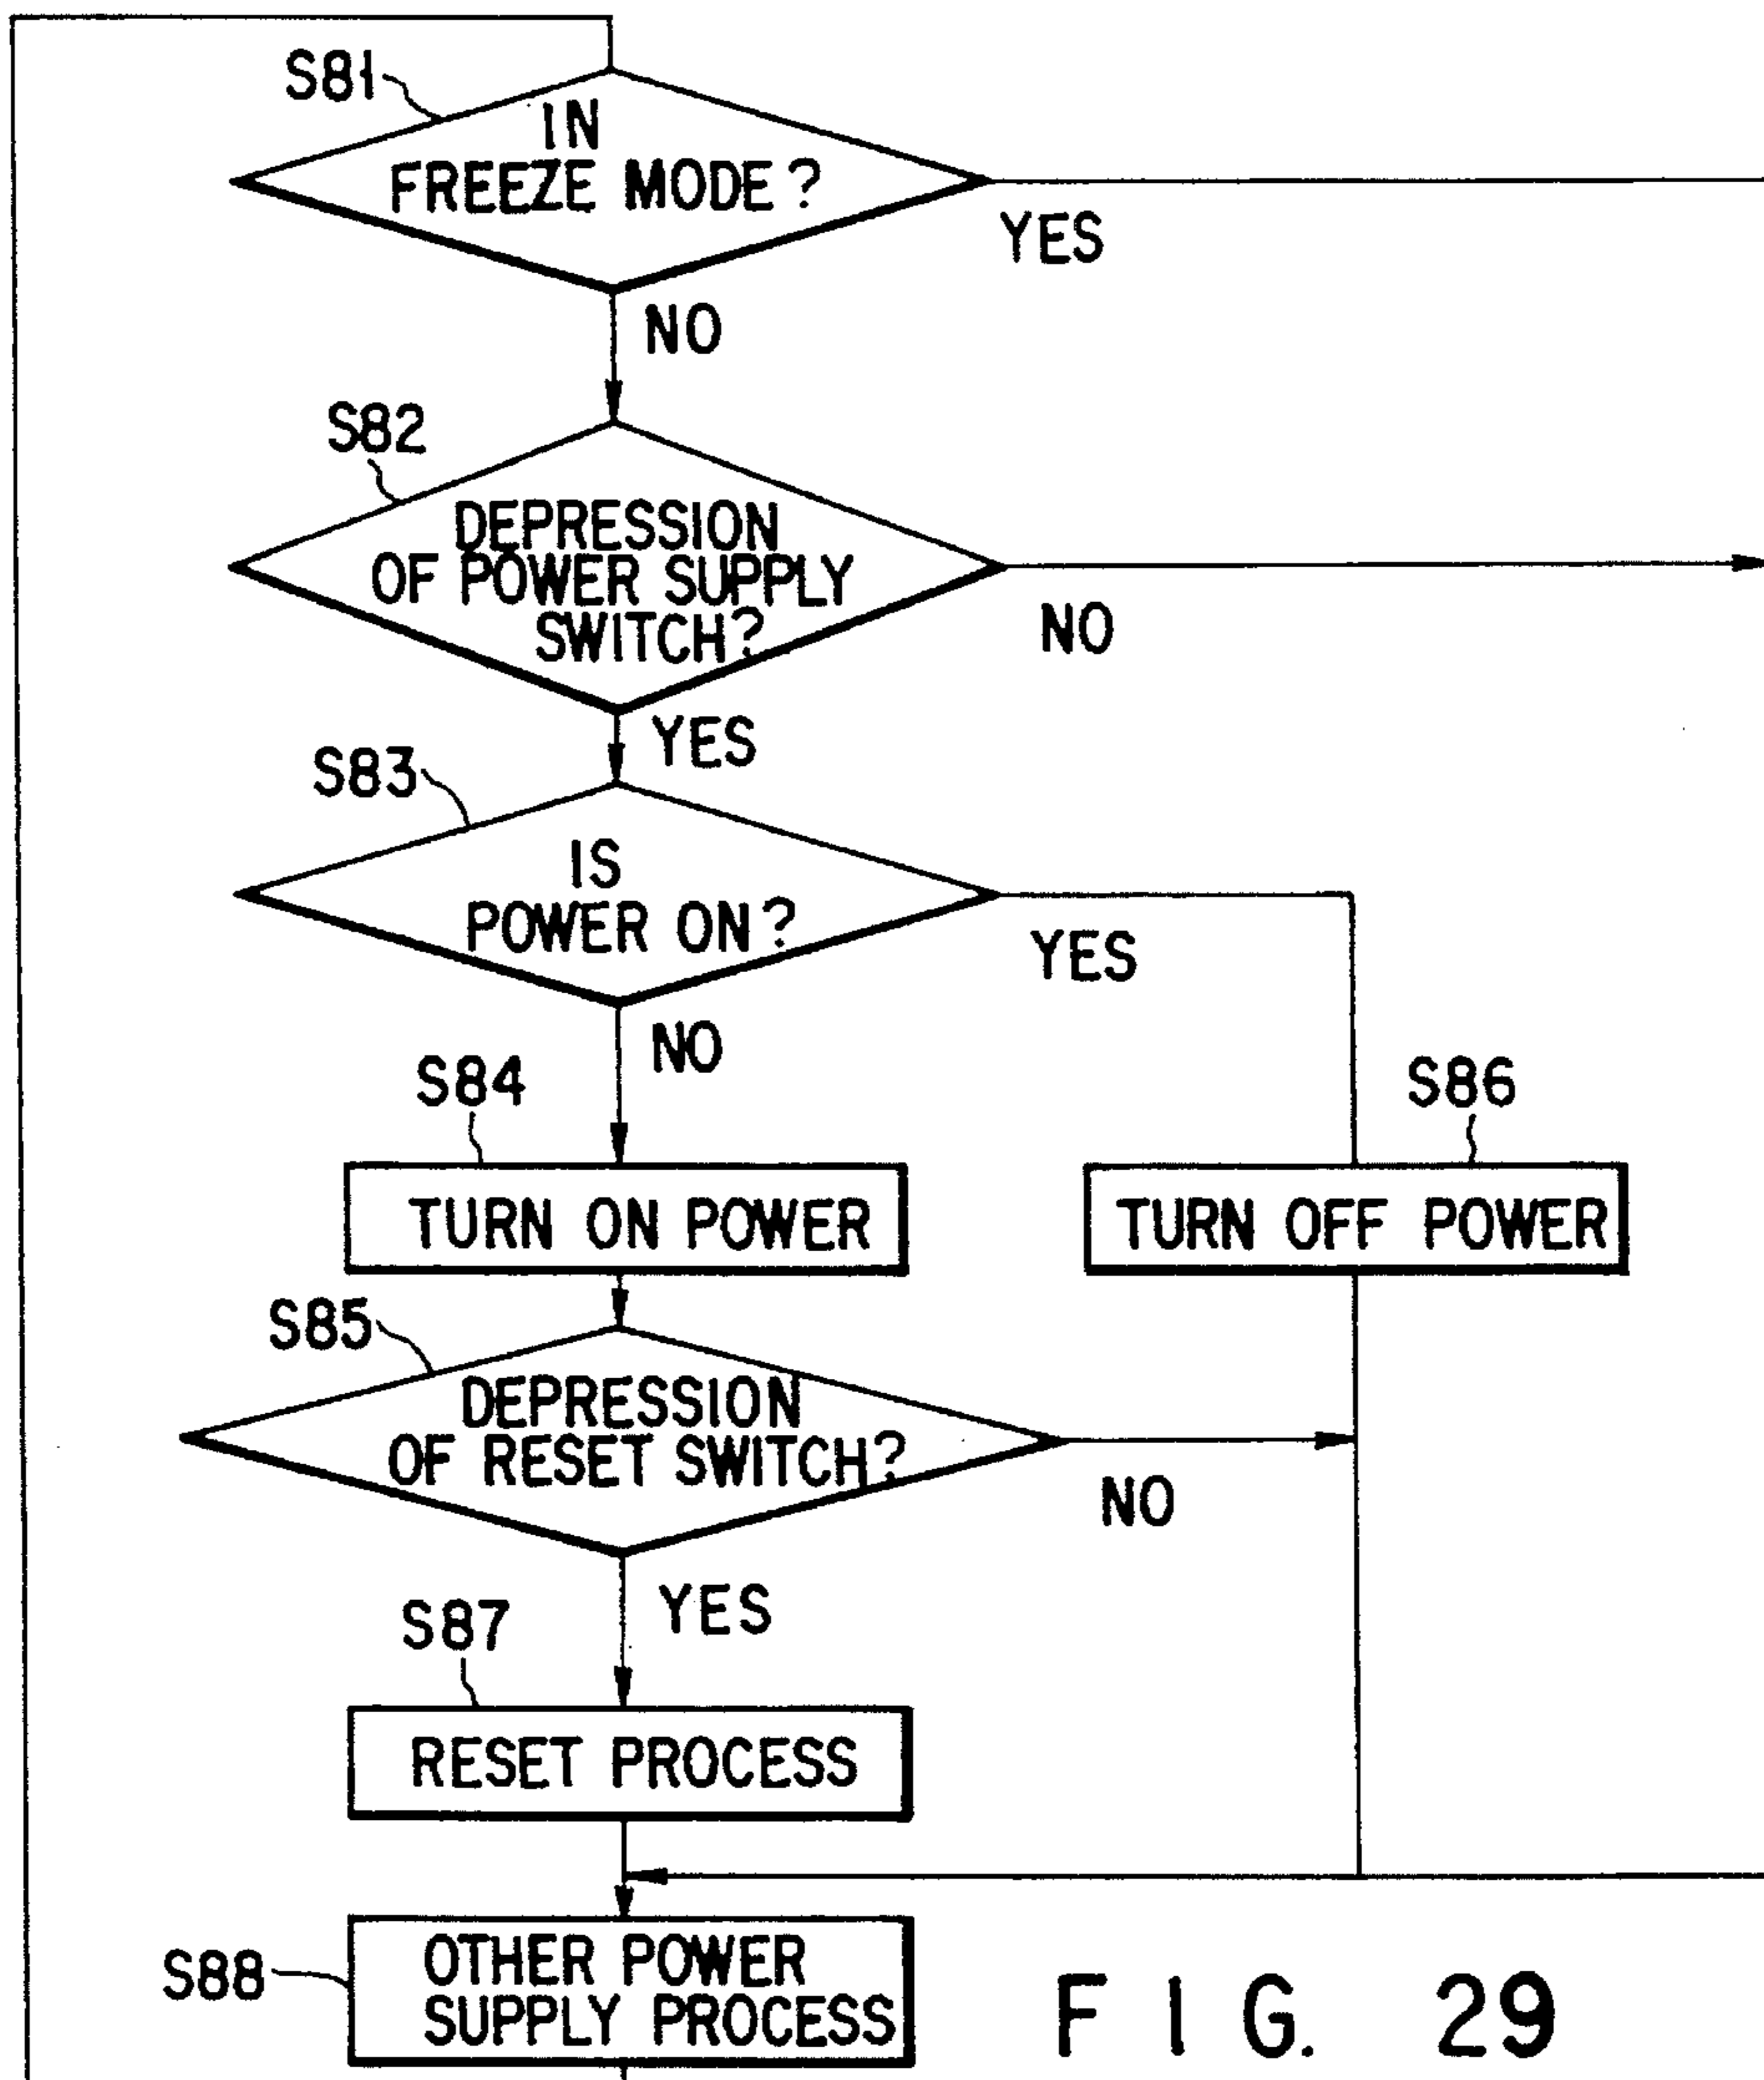 S81
IN
FREEZE MODE?
YES
NO
S82
DEPRESSION
OF POWER SUPPLY
SWITCH?
NO
YES
S83
IS
POWER ON?
YES
NO
S84
TURN ON POWER
S86
TURN OFF POWER
S85
DEPRESSION
OF RESET SWITCH?
NO
YES
S87
RESET PROCESS
S88
OTHER POWER
SUPPLY PROCESS
FIG. 29